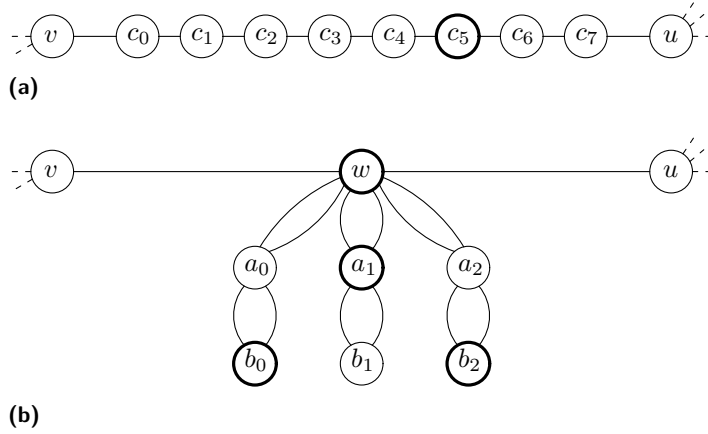 v c₀ c₁ c₂ c₃ c₄ c₅ c₆ c₇ u
(a)
v w u
a₀ a₁ a₂
b₀ b₁ b₂
(b)